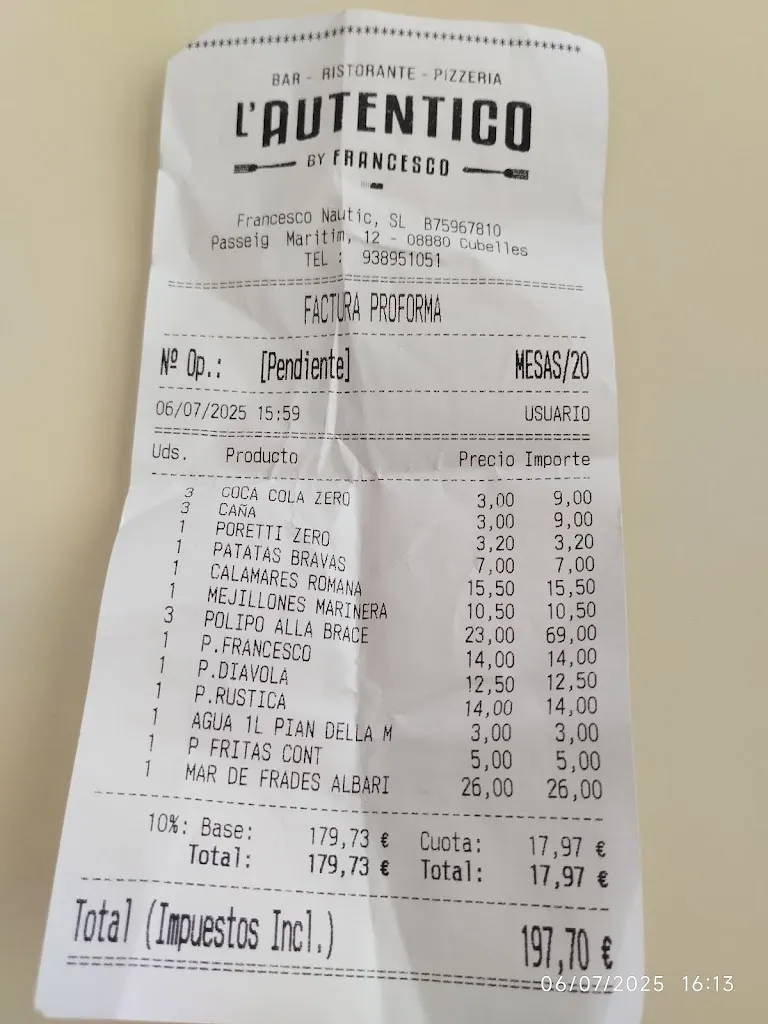 BAR - RISTORANTE - PIZZERIA
L'AUTENTICO
BY FRANCESCO
Francesco Nautic, SL B75967810
Passeig Maritim, 12 - 08880 Cubelles
TEL : 938951051
FACTURA PROFORMA
Nº Op.: [Pendiente] MESAS/20
06/07/2025 15:59 USUARIO
Uds. Producto Precio Importe
3 COCA COLA ZERO 3,00 9,00
3 CAÑA 3,00 9,00
1 PORETTI ZERO 3,20 3,20
1 PATATAS BRAVAS 7,00 7,00
1 CALAMARES ROMANA 15,50 15,50
1 MEJILLONES MARINERA 10,50 10,50
3 POLIPO ALLA BRACE 23,00 69,00
1 P.FRANCESCO 14,00 14,00
1 P.DIAVOLA 12,50 12,50
1 P.RUSTICA 14,00 14,00
1 AGUA 1L PIAN DELLA M 3,00 3,00
1 P FRITAS CONT 5,00 5,00
1 MAR DE FRADES ALBARI 26,00 26,00
10%: Base: 179,73 € Cuota: 17,97 €
Total: 179,73 € Total: 17,97 €
Total (Impuestos Incl.) 197,70 €
06/07/2025 16:13